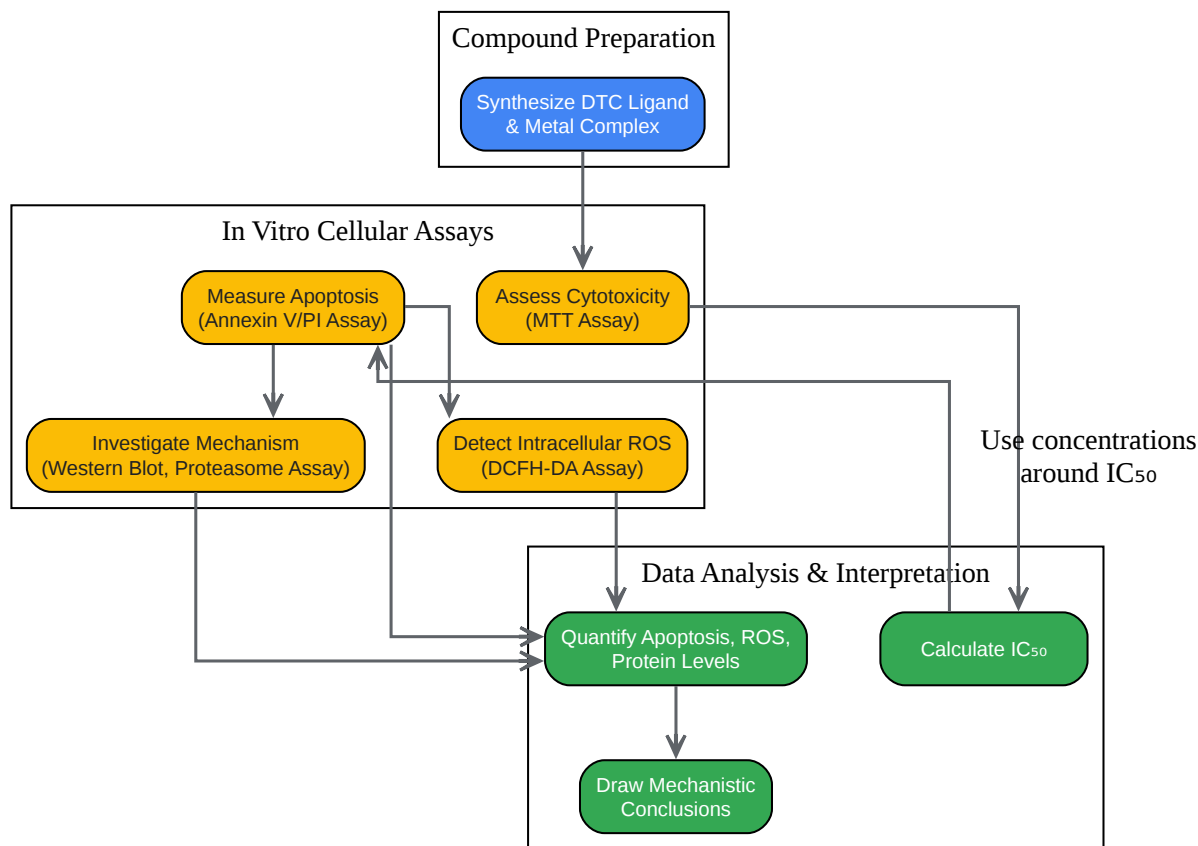 Compound Preparation
Synthesize DTC Ligand
& Metal Complex
In Vitro Cellular Assays
Measure Apoptosis
(Annexin V/PI Assay)
Assess Cytotoxicity
(MTT Assay)
Investigate Mechanism
(Western Blot, Proteasome Assay)
Detect Intracellular ROS
(DCFH-DA Assay)
Use concentrations
around IC₅₀
Data Analysis & Interpretation
Quantify Apoptosis, ROS,
Protein Levels
Calculate IC₅₀
Draw Mechanistic
Conclusions